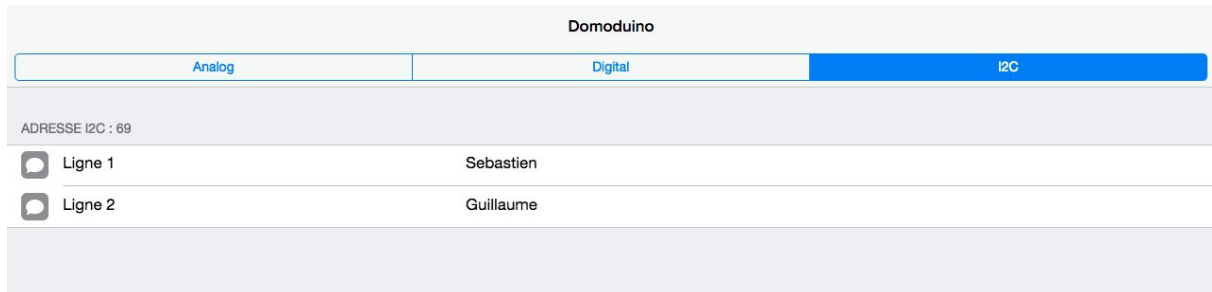 Domoduino
Analog Digital I2C
ADRESSE I2C : 69
Ligne 1 Sebastien
Ligne 2 Guillaume